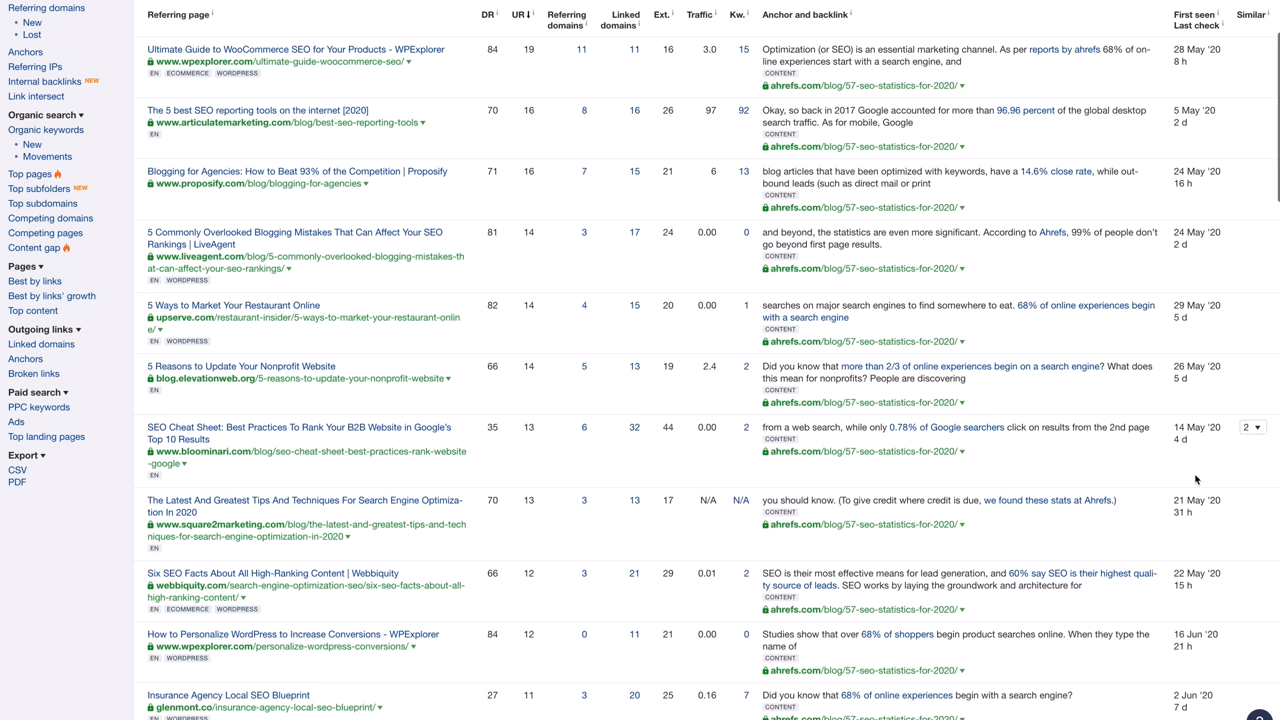 Referring domains
New
Lost
Anchors
Referring IPs
Internal backlinks NEW
Link intersect
Organic search
Organic keywords
New
Movements
Top pages
Top subfolders NEW
Top subdomains
Competing domains
Competing pages
Content gap
Pages
Best by links
Best by links' growth
Top content
Outgoing links
Linked domains
Anchors
Broken links
Paid search
PPC keywords
Ads
Top landing pages
Export
CSV
PDF
Referring page DR UR Referring domains Linked domains Ext. Traffic Kw. Anchor and backlink First seen Last check Similar
Ultimate Guide to WooCommerce SEO for Your Products - WPExplorer
www.wpexplorer.com/ultimate-guide-woocommerce-seo/
EN ECOMMERCE WORDPRESS
84 19 11 11 16 3.0 15
Optimization (or SEO) is an essential marketing channel. As per reports by ahrefs 68% of on-
line experiences start with a search engine, and
CONTENT
ahrefs.com/blog/57-seo-statistics-for-2020/
28 May '20
8 h
The 5 best SEO reporting tools on the internet [2020]
www.articulatemarketing.com/blog/best-seo-reporting-tools
EN
70 16 8 16 26 97 92
Okay, so back in 2017 Google accounted for more than 96.96 percent of the global desktop
search traffic. As for mobile, Google
CONTENT
ahrefs.com/blog/57-seo-statistics-for-2020/
5 May '20
2 d
Blogging for Agencies: How to Beat 93% of the Competition | Proposify
www.proposify.com/blog/blogging-for-agencies
71 16 7 15 21 6 13
blog articles that have been optimized with keywords, have a 14.6% close rate, while out-
bound leads (such as direct mail or print
CONTENT
ahrefs.com/blog/57-seo-statistics-for-2020/
24 May '20
16 h
5 Commonly Overlooked Blogging Mistakes That Can Affect Your SEO
Rankings | LiveAgent
www.liveagent.com/blog/5-commonly-overlooked-blogging-mistakes-th
at-can-affect-your-seo-rankings/
EN WORDPRESS
81 14 3 17 24 0.00 0
and beyond, the statistics are even more significant. According to Ahrefs, 99% of people don't
go beyond first page results.
CONTENT
ahrefs.com/blog/57-seo-statistics-for-2020/
24 May '20
2 d
5 Ways to Market Your Restaurant Online
upserve.com/restaurant-insider/5-ways-to-market-your-restaurant-onlin
e/
EN WORDPRESS
82 14 4 15 20 0.00 1
searches on major search engines to find somewhere to eat. 68% of online experiences begin
with a search engine
CONTENT
ahrefs.com/blog/57-seo-statistics-for-2020/
29 May '20
5 d
5 Reasons to Update Your Nonprofit Website
blog.elevationweb.org/5-reasons-to-update-your-nonprofit-website
EN
66 14 5 13 19 2.4 2
Did you know that more than 2/3 of online experiences begin on a search engine? What does
this mean for nonprofits? People are discovering
CONTENT
ahrefs.com/blog/57-seo-statistics-for-2020/
26 May '20
5 d
SEO Cheat Sheet: Best Practices To Rank Your B2B Website in Google's
Top 10 Results
www.bloominari.com/blog/seo-cheat-sheet-best-practices-rank-website
-google
EN
35 13 6 32 44 0.00 2
from a web search, while only 0.78% of Google searchers click on results from the 2nd page
CONTENT
ahrefs.com/blog/57-seo-statistics-for-2020/
14 May '20
4 d
2
The Latest And Greatest Tips And Techniques For Search Engine Optimiza-
tion In 2020
www.square2marketing.com/blog/the-latest-and-greatest-tips-and-tech
niques-for-search-engine-optimization-in-2020
EN
70 13 3 13 17 N/A N/A
you should know. (To give credit where credit is due, we found these stats at Ahrefs.)
CONTENT
ahrefs.com/blog/57-seo-statistics-for-2020/
21 May '20
31 h
Six SEO Facts About All High-Ranking Content | Webbiquity
webbiquity.com/search-engine-optimization-seo/six-seo-facts-about-all-
high-ranking-content/
EN ECOMMERCE WORDPRESS
66 12 3 21 29 0.01 2
SEO is their most effective means for lead generation, and 60% say SEO is their highest quali-
ty source of leads. SEO works by laying the groundwork and architecture for
CONTENT
ahrefs.com/blog/57-seo-statistics-for-2020/
22 May '20
15 h
How to Personalize WordPress to Increase Conversions - WPExplorer
www.wpexplorer.com/personalize-wordpress-conversions/
EN WORDPRESS
84 12 0 11 21 0.00 0
Studies show that over 68% of shoppers begin product searches online. When they type the
name of
CONTENT
ahrefs.com/blog/57-seo-statistics-for-2020/
16 Jun '20
21 h
Insurance Agency Local SEO Blueprint
glenmont.co/insurance-agency-local-seo-blueprint/
EN WORDPRESS
27 11 3 20 25 0.16 7
Did you know that 68% of online experiences begin with a search engine?
CONTENT
ahrefs.com/blog/57-seo-statistics-for-2020/
2 Jun '20
7 d